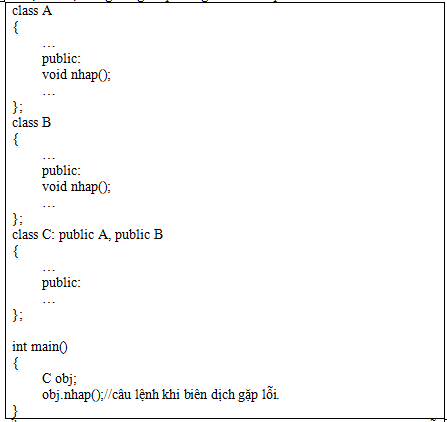 class A
{
…
public:
void nhap();
…
};
class B
{
…
public:
void nhap();
…
};
class C: public A, public B
{
…
public:
…
};
int main()
{
C obj;
obj.nhap();//câu lệnh khi biên dịch gặp lỗi.
}